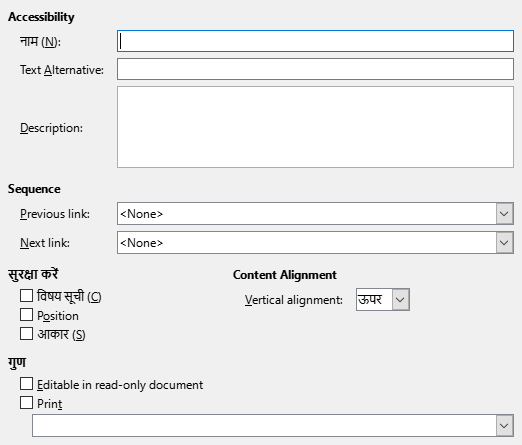 Accessibility
नाम (N):
Text Alternative:
Description:
Sequence
Previous link: <None>
Next link: <None>
सुरक्षा करें Content Alignment
विषय सूची (C) Vertical alignment: ऊपर
Position
आकार (S)
गुण
Editable in read-only document
Print